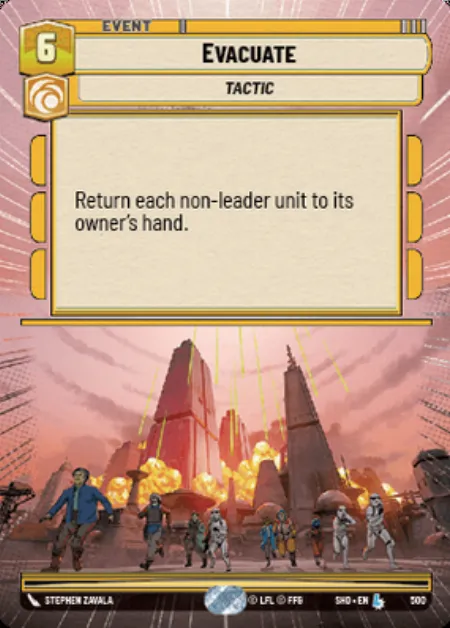 EVENT
6
EVACUATE
TACTIC
Return each non-leader unit to its
owner's hand.
STEPHEN ZAVALA
© LFL © FFG
SHD • EN
500